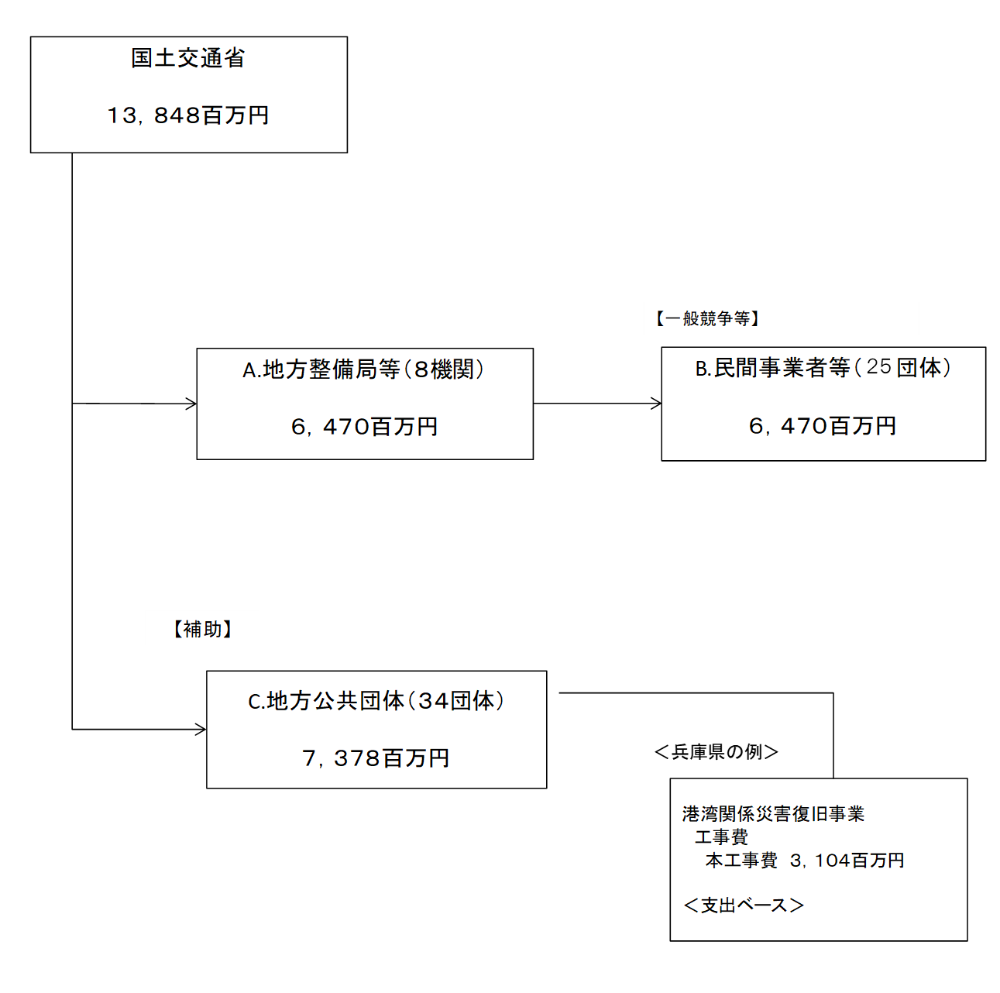 国土交通省
１３，８４８百万円
【一般競争等】
A.地方整備局等（８機関）
６，４７０百万円
B.民間事業者等（２５団体）
６，４７０百万円
【補助】
C.地方公共団体（３４団体）
７，３７８百万円
＜兵庫県の例＞
港湾関係災害復旧事業
工事費
本工事費　３，１０４百万円
＜支出ベース＞